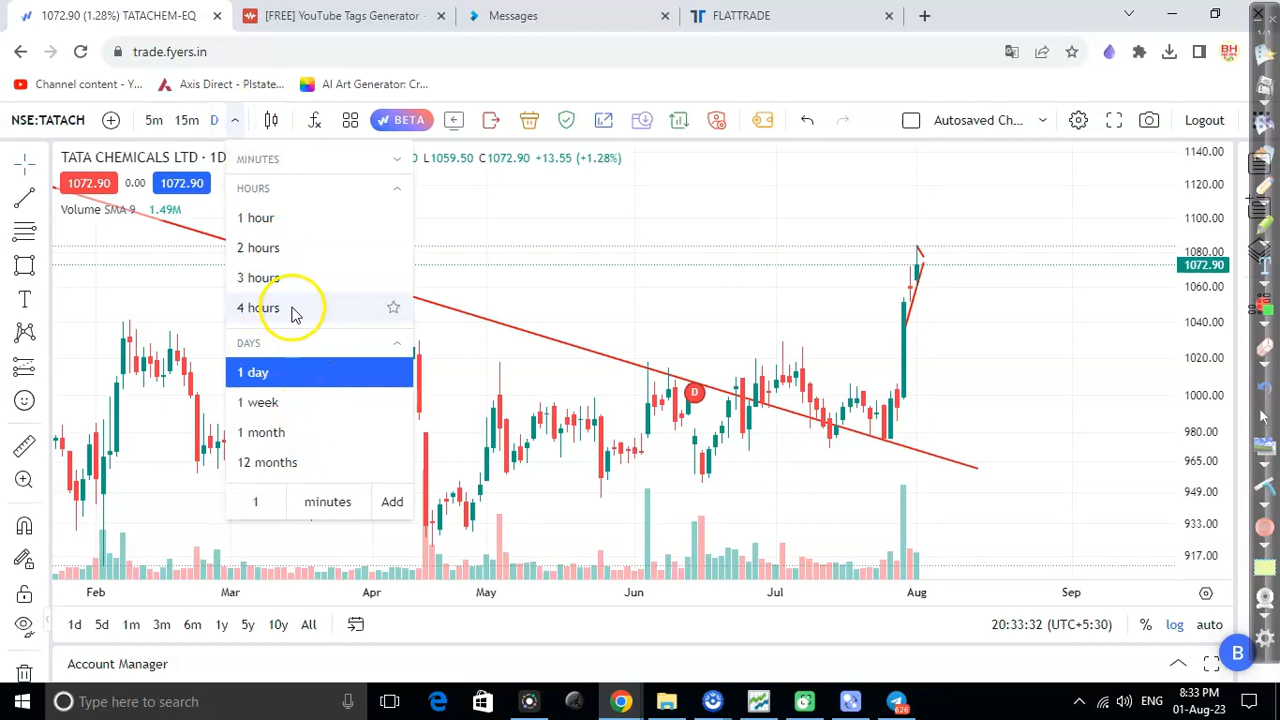 1072.90 (1.28%) TATACHEM-EQ
[FREE] YouTube Tags Generator -
Messages
FLATTRADE
trade.fyers.in
Channel content - Y...
Axis Direct - PIstate...
AI Art Generator: Cr...
NSE:TATACH
5m
15m
D
BETA
Autosaved Ch...
Logout
TATA CHEMICALS LTD · 1D
L1059.50 C1072.90 +13.55 (+1.28%)
1072.90
0.00
1072.90
Volume SMA 9 1.49M
MINUTES
HOURS
1 hour
2 hours
3 hours
4 hours
DAYS
1 day
1 week
1 month
12 months
1
minutes
Add
D
1140.00
1120.00
1100.00
1080.00
1072.90
1060.00
1040.00
1020.00
1000.00
980.00
965.00
949.00
933.00
917.00
Feb
Mar
Apr
May
Jun
Jul
Aug
Sep
1d
5d
1m
3m
6m
1y
5y
10y
All
20:33:32 (UTC+5:30)
%
log
auto
Account Manager
B
Type here to search
626
ENG
8:33 PM
01-Aug-23